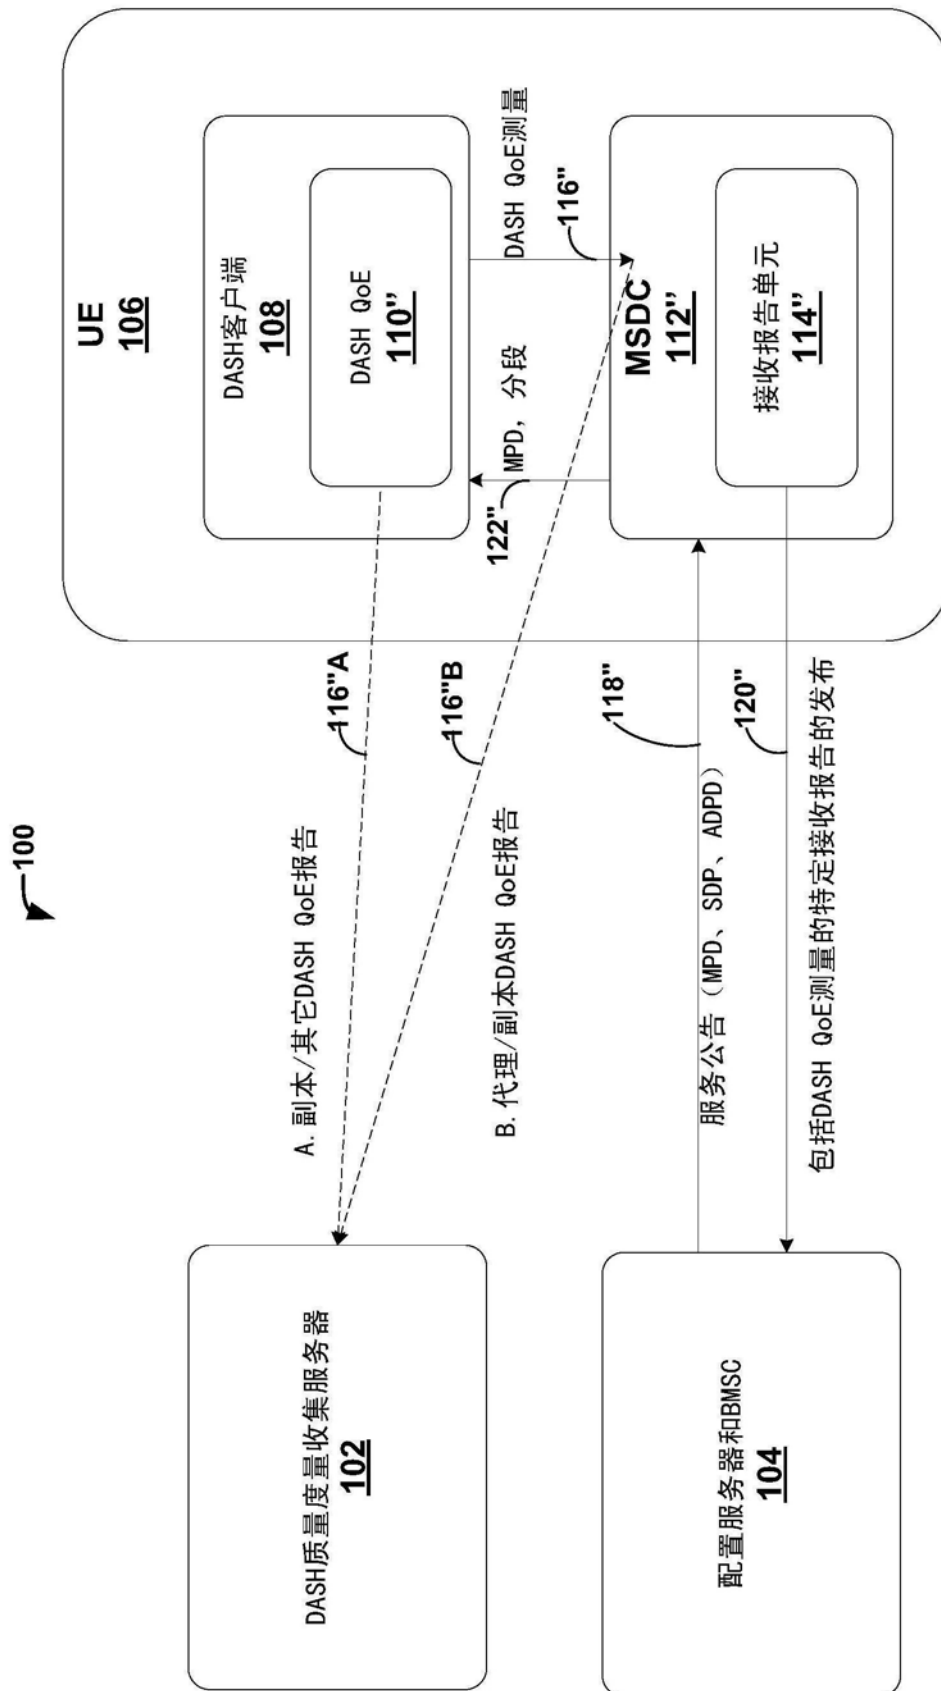 100
DASH质量度量收集服务器
102
A.副本/其它DASH QoE报告
116"A
UE
106
DASH客户端
108
DASH QoE
110"
B.代理/副本DASH QoE报告
116"B
122"
MPD, 分段
DASH QoE测量
116"
配置服务器和BMSC
104
服务公告（MPD、SDP、ADPD）
118"
MSDC
112"
接收报告单元
114"
120"
包括DASH QoE测量的特定接收报告的发布